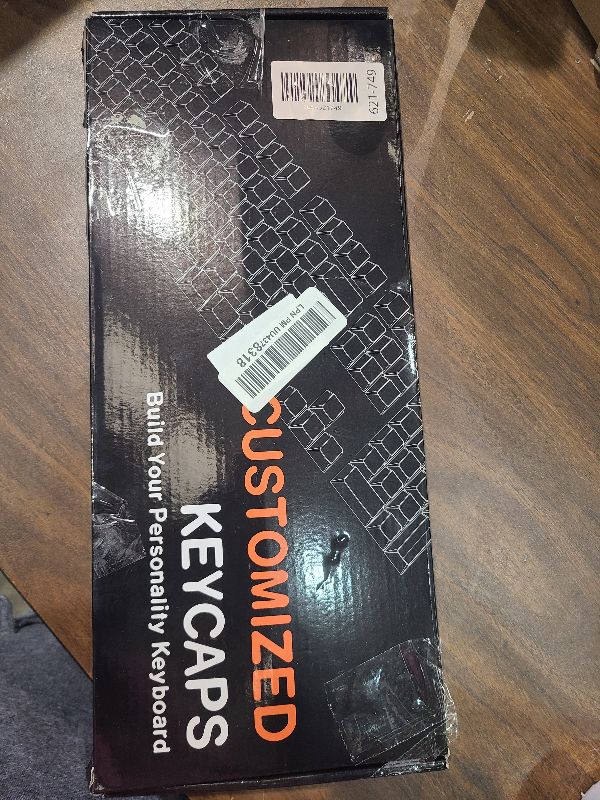 621-749
CUSTOMIZED
KEYCAPS
Build Your Personality Keyboard